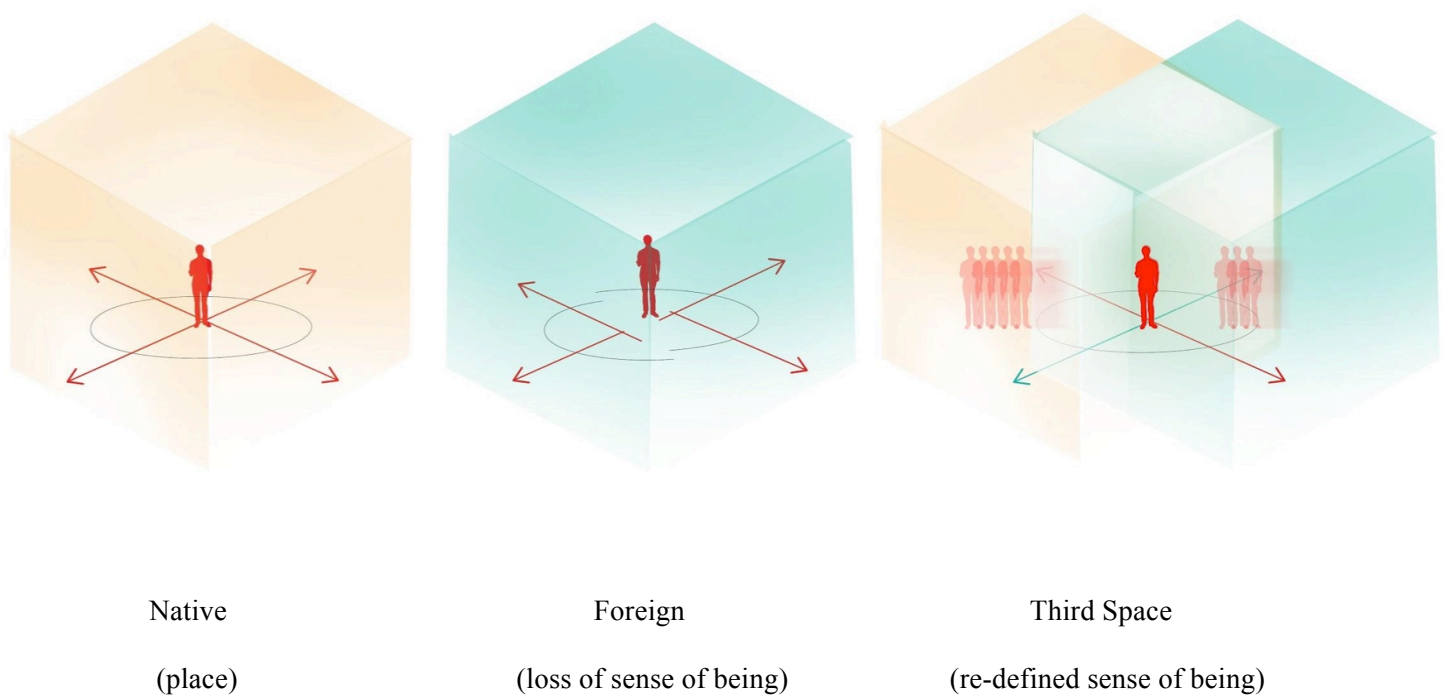 Native Foreign Third Space
(place) (loss of sense of being) (re-defined sense of being)